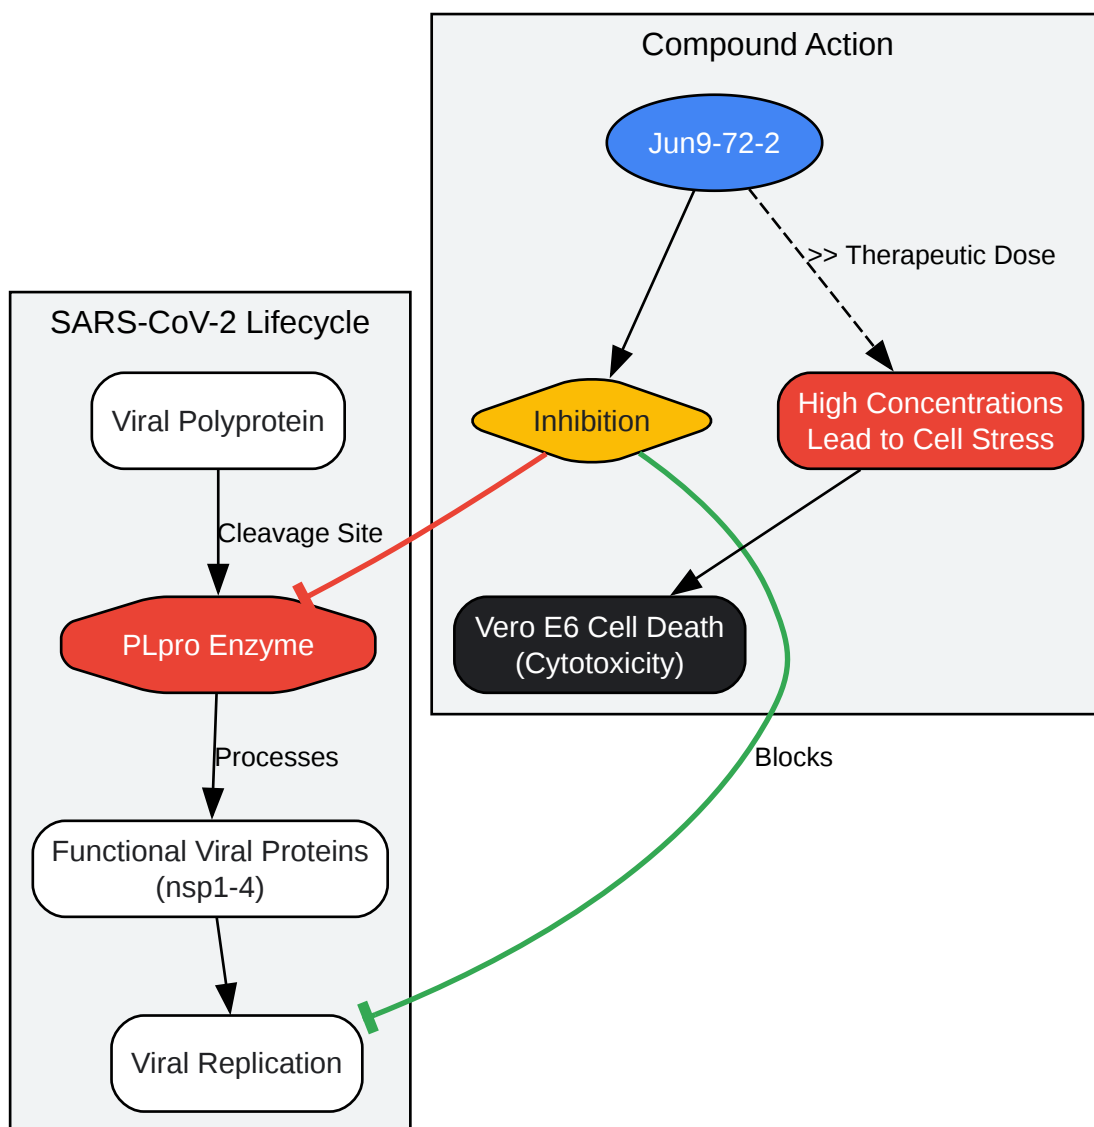 Compound Action
Jun9-72-2
>> Therapeutic Dose
SARS-CoV-2 Lifecycle
Viral Polyprotein
Inhibition
High Concentrations
Lead to Cell Stress
Cleavage Site
PLpro Enzyme
Vero E6 Cell Death
(Cytotoxicity)
Processes
Blocks
Functional Viral Proteins
(nsp1-4)
Viral Replication